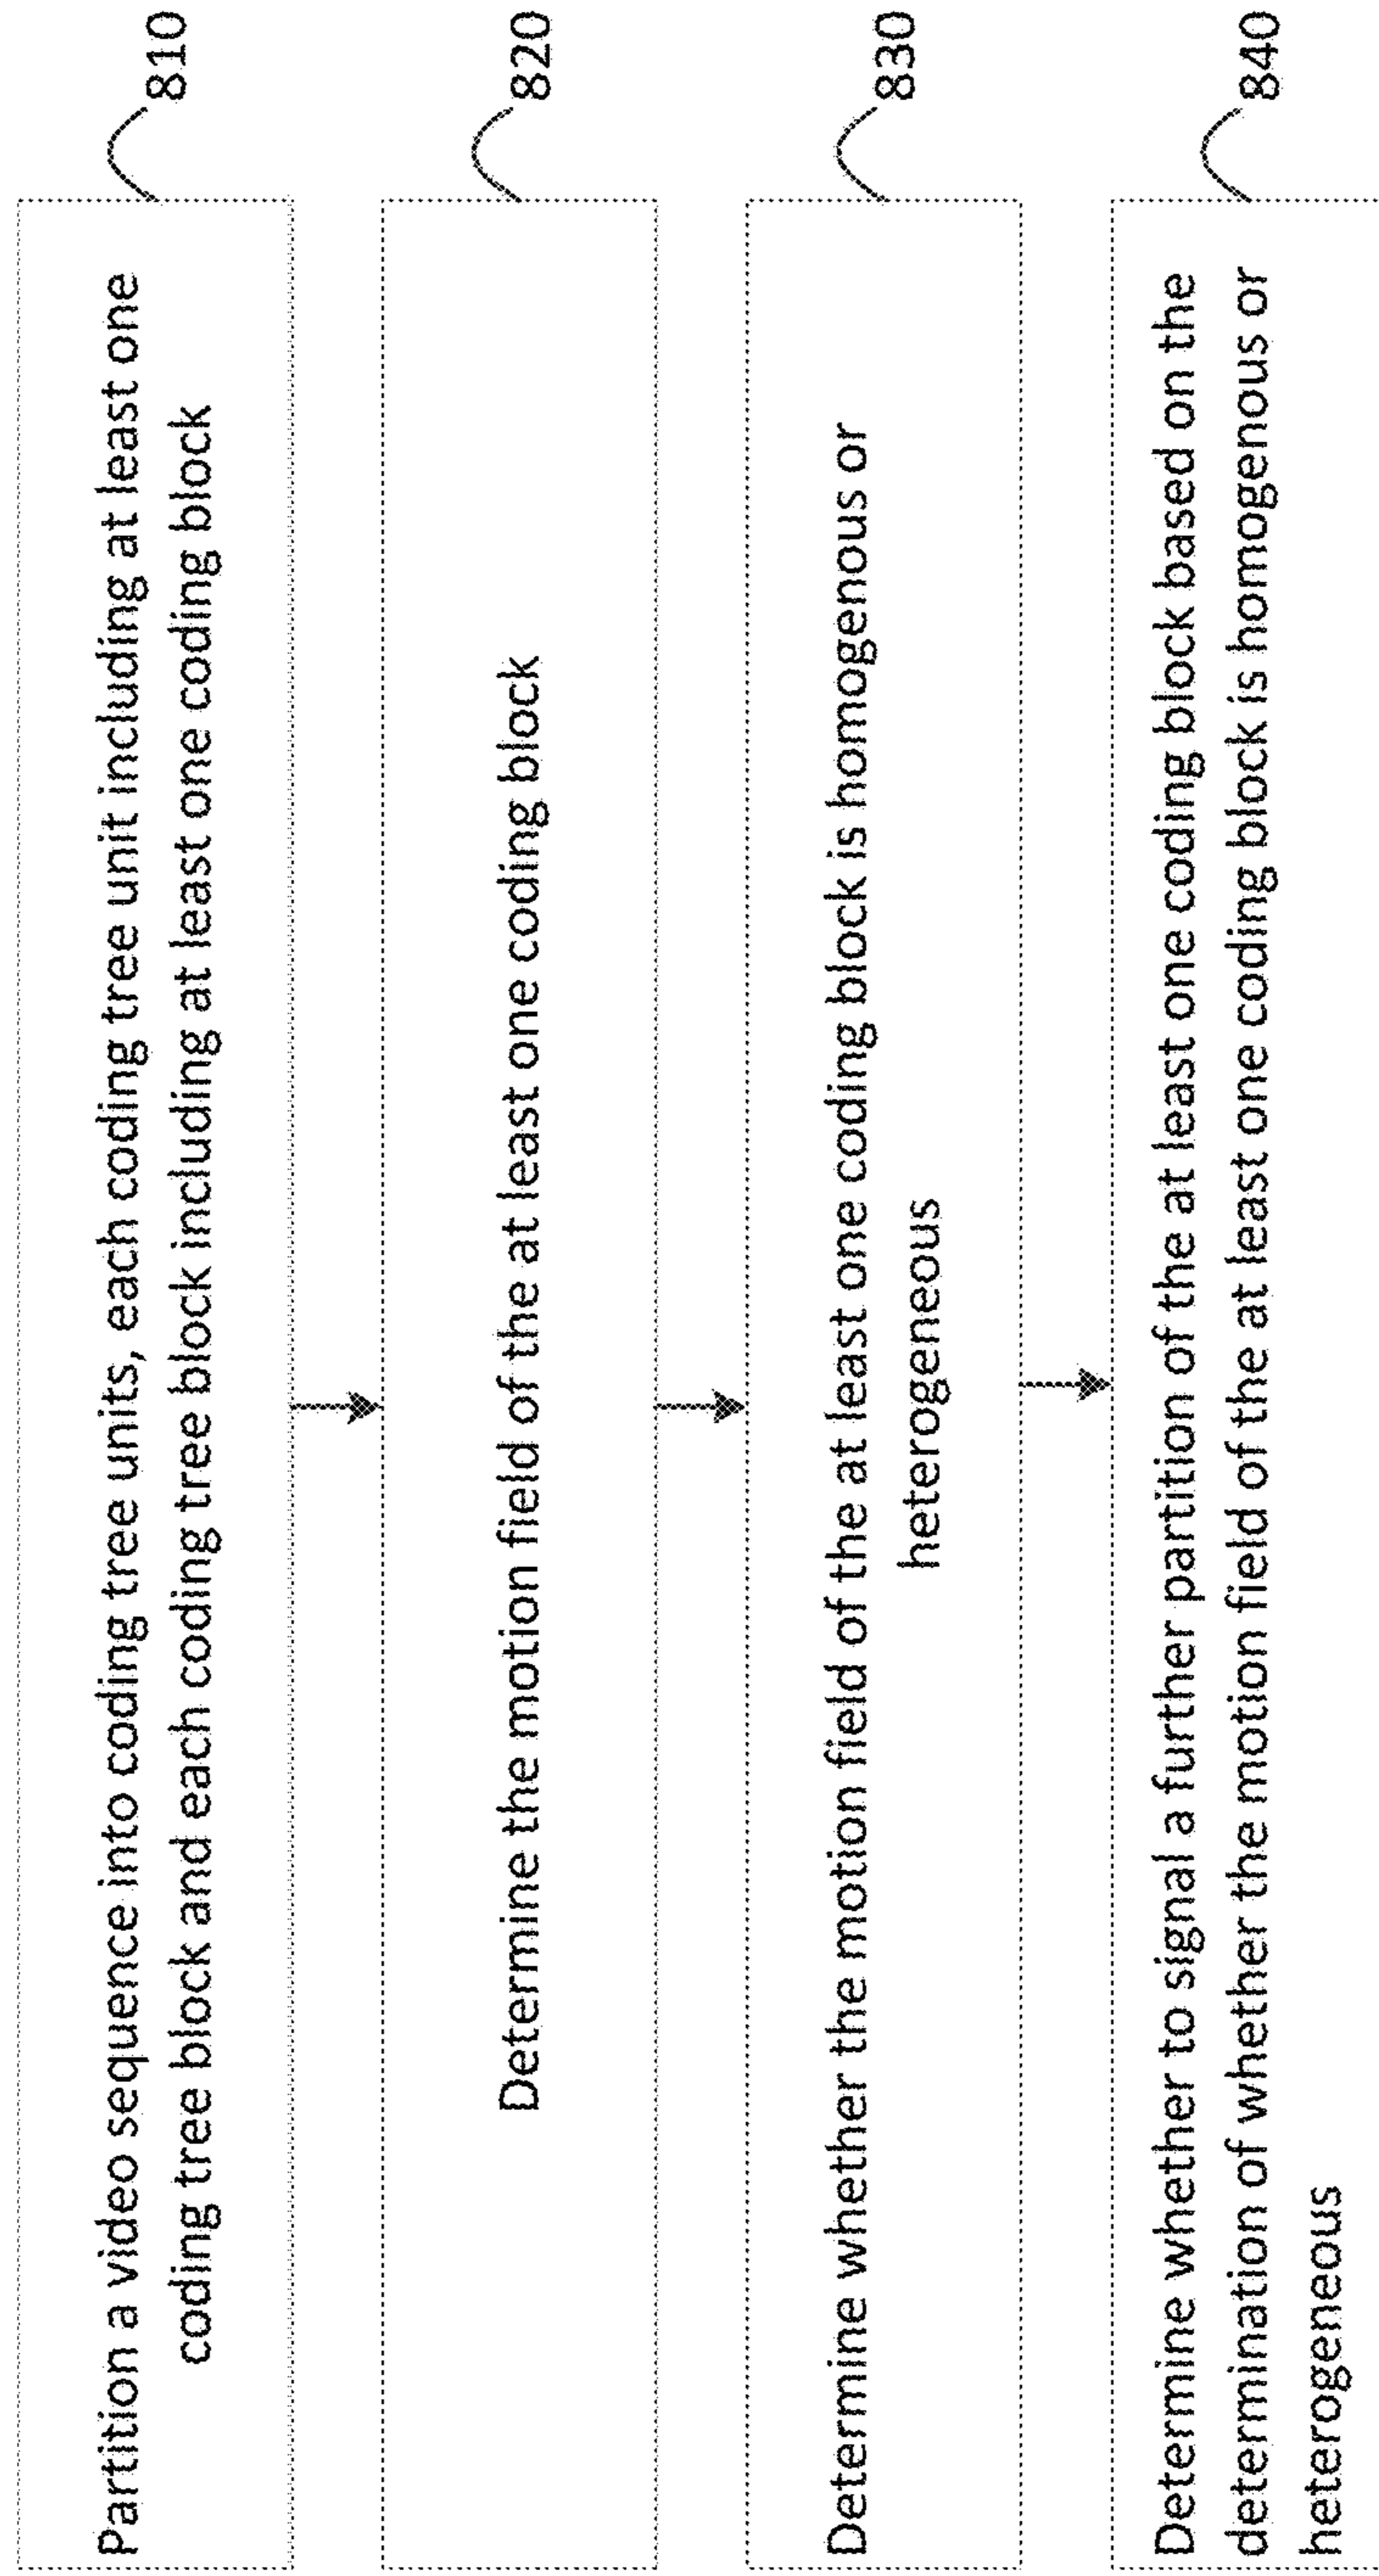 Partition a video sequence into coding tree units, each coding tree unit including at least one
coding tree block and each coding tree block including at least one coding block
810
Determine the motion field of the at least one coding block
820
Determine whether the motion field of the at least one coding block is homogenous or
heterogeneous
830
Determine whether to signal a further partition of the at least one coding block based on the
determination of whether the motion field of the at least one coding block is homogenous or
heterogeneous
840